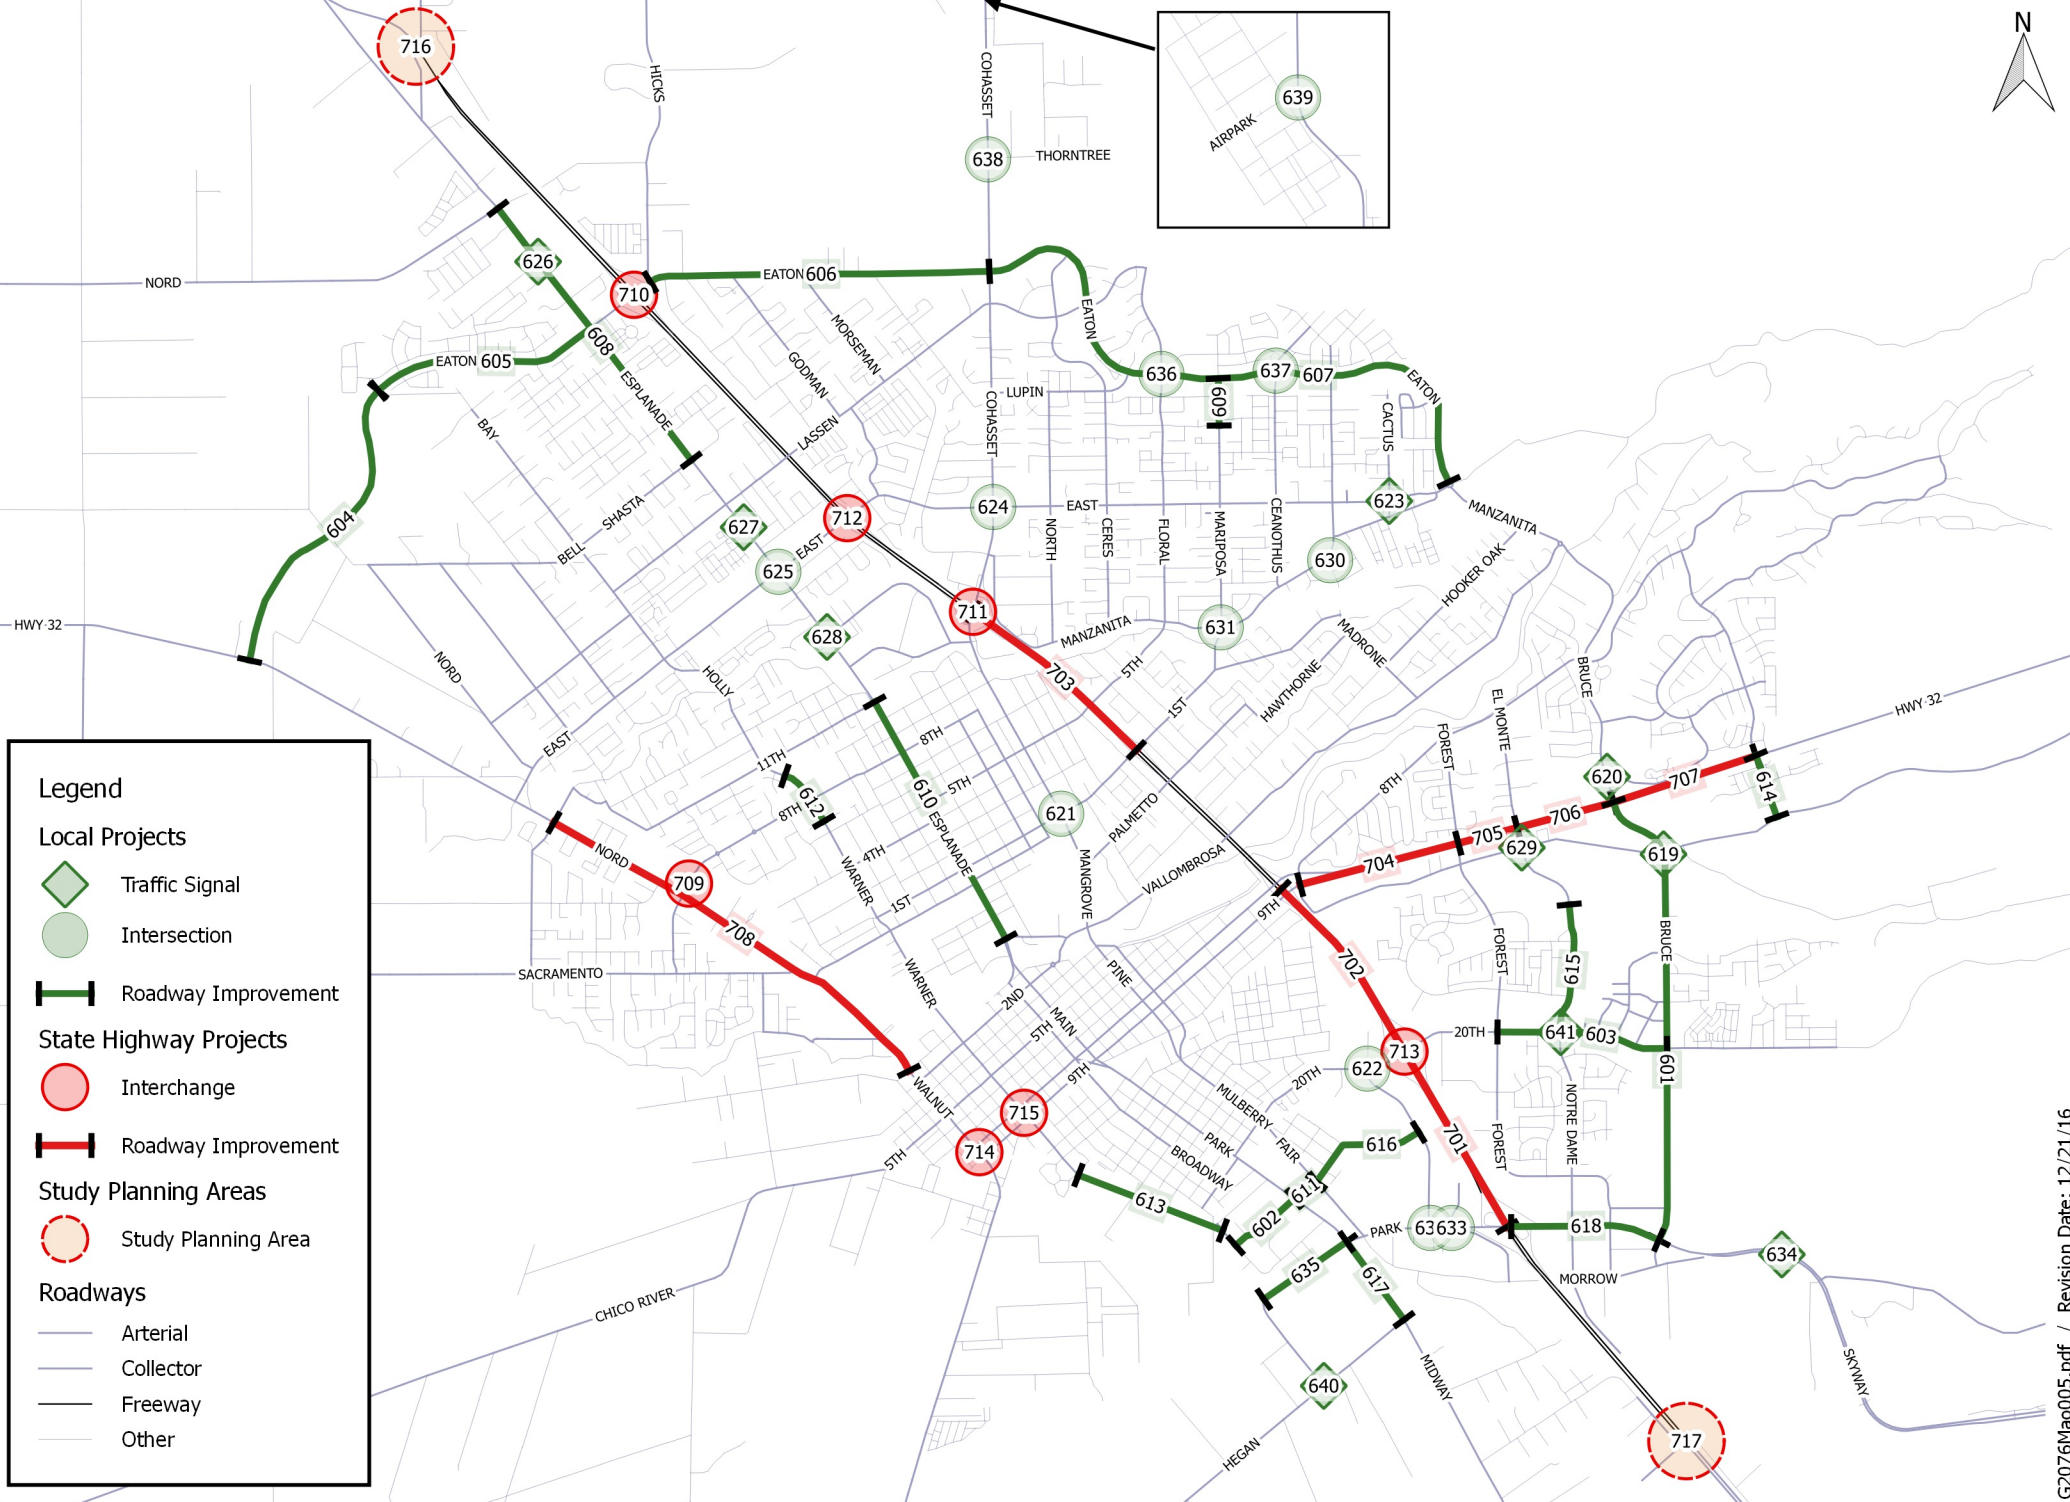 716
HICKS
COHASSET
639
AIRPARK
N
638
THORNTREE
NORD
626
710
EATON
606
EATON
608
EATON
605
ESPLANADE
MORSEMAN
GODMAN
LASSEN
LUPIN
COHASSET
636
609
637
607
EATON
CACTUS
BAY
604
SHASTA
BELL
627
712
EAST
625
624
EAST
NORTH
CERES
FLORAL
MARIPOSA
CEANOTHUS
623
MANZANITA
630
HOOKER OAK
HWY 32
NORD
628
711
MANZANITA
631
MADRONE
703
5TH
1ST
HAWTHORNE
HOLLY
EAST
11TH
8TH
612
8TH
610
5TH
ESPLANADE
4TH
WARNER
1ST
621
MANGROVE
PALMETTO
VALLOMBROSA
8TH
FOREST
EL MONTE
BRUCE
HWY 32
620
707
614
706
705
629
704
619
9TH
NORD
709
708
SACRAMENTO
WARNER
2ND
PINE
MAIN
5TH
9TH
702
FOREST
615
BRUCE
713
20TH
641
603
622
20TH
601
WALNUT
715
714
5TH
MULBERRY
FAIR
PARK
BROADWAY
616
701
FOREST
NOTRE DAME
613
602
611
PARK
633
618
634
635
617
MORROW
CHICO RIVER
640
MIDWAY
HEGAN
SKYWAY
717
Legend
Local Projects
Traffic Signal
Intersection
Roadway Improvement
State Highway Projects
Interchange
Roadway Improvement
Study Planning Areas
Study Planning Area
Roadways
Arterial
Collector
Freeway
Other